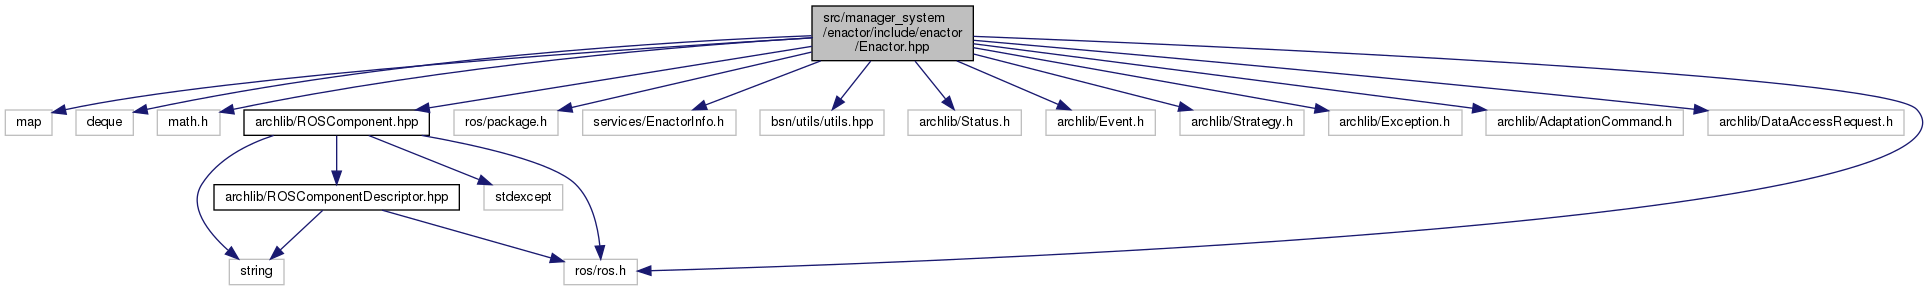 src/manager_system
/enactor/include/enactor
/Enactor.hpp
map
deque
math.h
archlib/ROSComponent.hpp
ros/package.h
services/EnactorInfo.h
bsn/utils/utils.hpp
archlib/Status.h
archlib/Event.h
archlib/Strategy.h
archlib/Exception.h
archlib/AdaptationCommand.h
archlib/DataAccessRequest.h
archlib/ROSComponentDescriptor.hpp
stdexcept
string
ros/ros.h